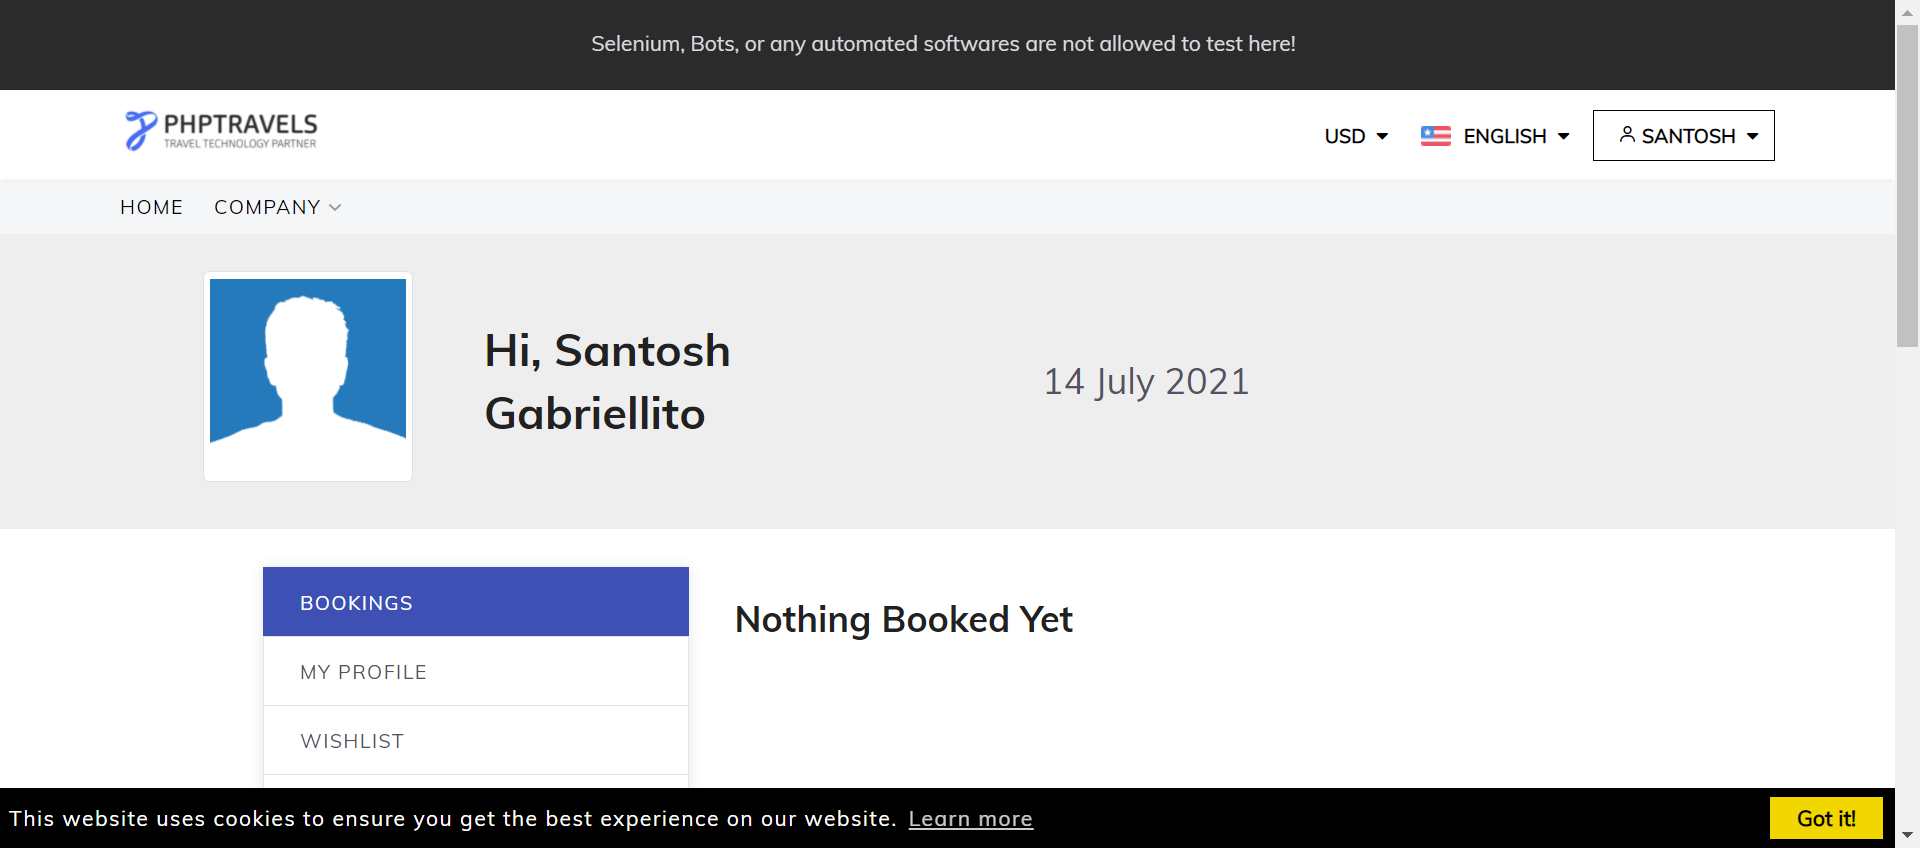 Selenium, Bots, or any automated softwares are not allowed to test here!
PHPTRAVELS
TRAVEL TECHNOLOGY PARTNER
USD
ENGLISH
SANTOSH
HOME
COMPANY
Hi, Santosh
Gabriellito
14 July 2021
BOOKINGS
Nothing Booked Yet
MY PROFILE
WISHLIST
This website uses cookies to ensure you get the best experience on our website. Learn more
Got it!